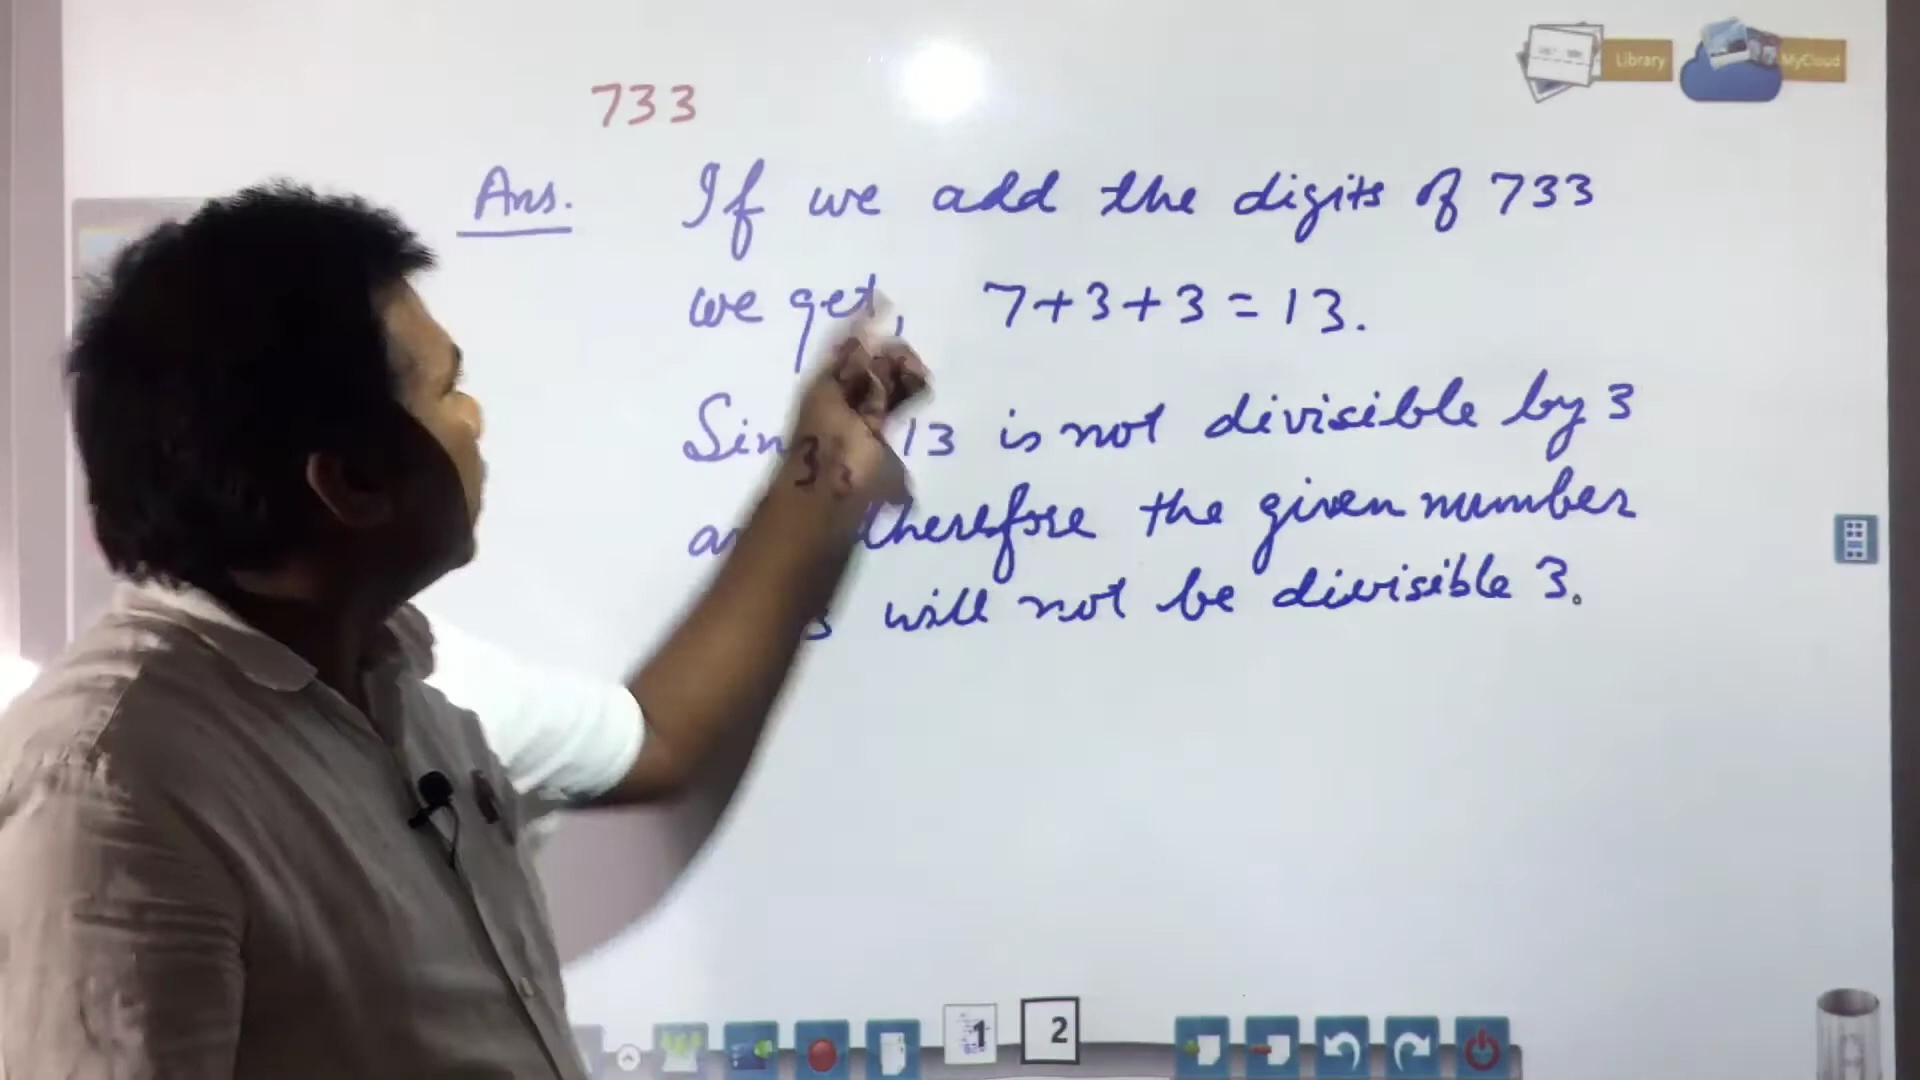 Library
MyCloud
733
Ans. If we add the digits of 733
we get, 7+3+3 = 13.
13 is not divisible by 3
therefore the given number
will not be divisible 3.
1
2